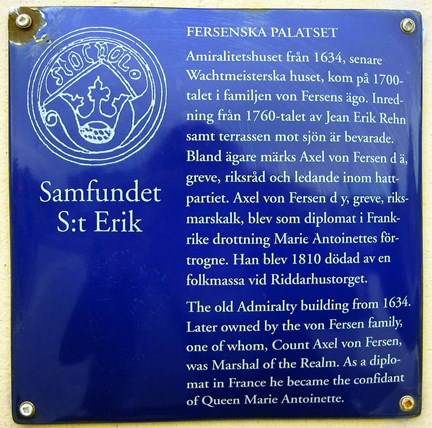 STOCHOLO
Samfundet
S:t Erik
FERSENSKA PALATSET
Amiralitetshuset från 1634, senare
Wachtmeisterska huset, kom på 1700-
talet i familjen von Fersens ägo. Inred-
ning från 1760-talet av Jean Erik Rehn
samt terrassen mot sjön är bevarade.
Bland ägare märks Axel von Fersen d ä,
greve, riksråd och ledande inom hatt-
partiet. Axel von Fersen d y, greve, riks-
marskalk, blev som diplomat i Frank-
rike drottning Marie Antoinettes för-
trogne. Han blev 1810 dödad av en
folkmassa vid Riddarhustorget.
The old Admiralty building from 1634.
Later owned by the von Fersen family,
one of whom, Count Axel von Fersen,
was Marshal of the Realm. As a diplo-
mat in France he became the confidant
of Queen Marie Antoinette.